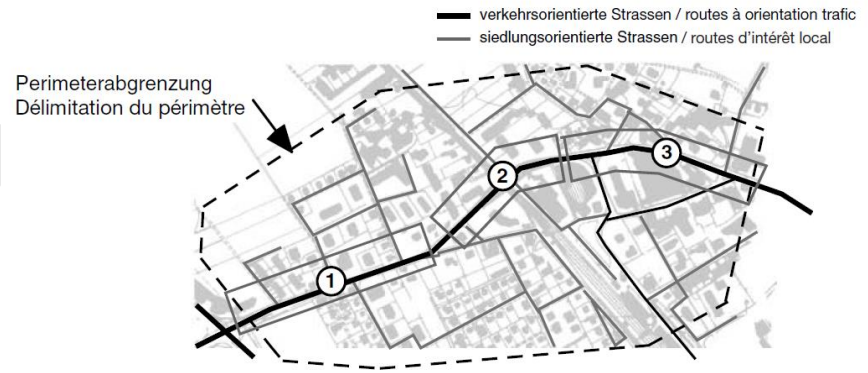 verkehrsorientierte Strassen / routes à orientation trafic
siedlungsorientierte Strassen / routes d'intérêt local
Perimeterabgrenzung
Délimitation du périmètre
1
2
3